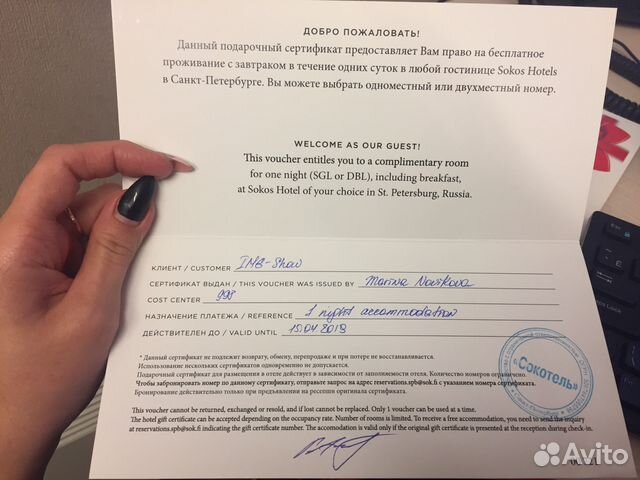 ДОБРО ПОЖАЛОВАТЬ!
Данный подарочный сертификат предоставляет Вам право на бесплатное
проживание с завтраком в течение одних суток в любой гостинице Sokos Hotels
в Санкт-Петербурге. Вы можете выбрать одноместный или двухместный номер.
WELCOME AS OUR GUEST!
This voucher entitles you to a complimentary room
for one night (SGL or DBL), including breakfast,
at Sokos Hotel of your choice in St. Petersburg, Russia.
КЛИЕНТ / CUSTOMER IMG-Show
СЕРТИФИКАТ ВЫДАН / THIS VOUCHER WAS ISSUED BY Marina Novikova
COST CENTER 998
НАЗНАЧЕНИЕ ПЛАТЕЖА / REFERENCE 1 night accommodation
ДЕЙСТВИТЕЛЕН ДО / VALID UNTIL 15.04 2019
* Данный сертификат не подлежит возврату, обмену, перепродаже и при потере не восстанавливается.
Использование нескольких сертификатов одновременно не допускается.
Подарочный сертификат для размещения в отеле действует в зависимости от заполняемости отеля. Количество номеров ограничено.
Чтобы забронировать номер по данному сертификату, отправьте запрос на адрес reservations.spb@sok.fi с указанием номера сертификата.
Бронирование действительно только при предъявлении на ресепшн оригинала сертификата.
This voucher cannot be returned, exchanged or resold, and if lost cannot be replaced. Only 1 voucher can be used at a time.
The hotel gift certificate can be accepted depending on the occupancy rate. Number of rooms is limited. To receive a free accommodation, you need to send the inquiry
at reservations.spb@sok.fi indicating the gift certificate number. The accommodation is valid only if the original gift certificate is presented at the reception during check-in.
"Сокотель"
Avito